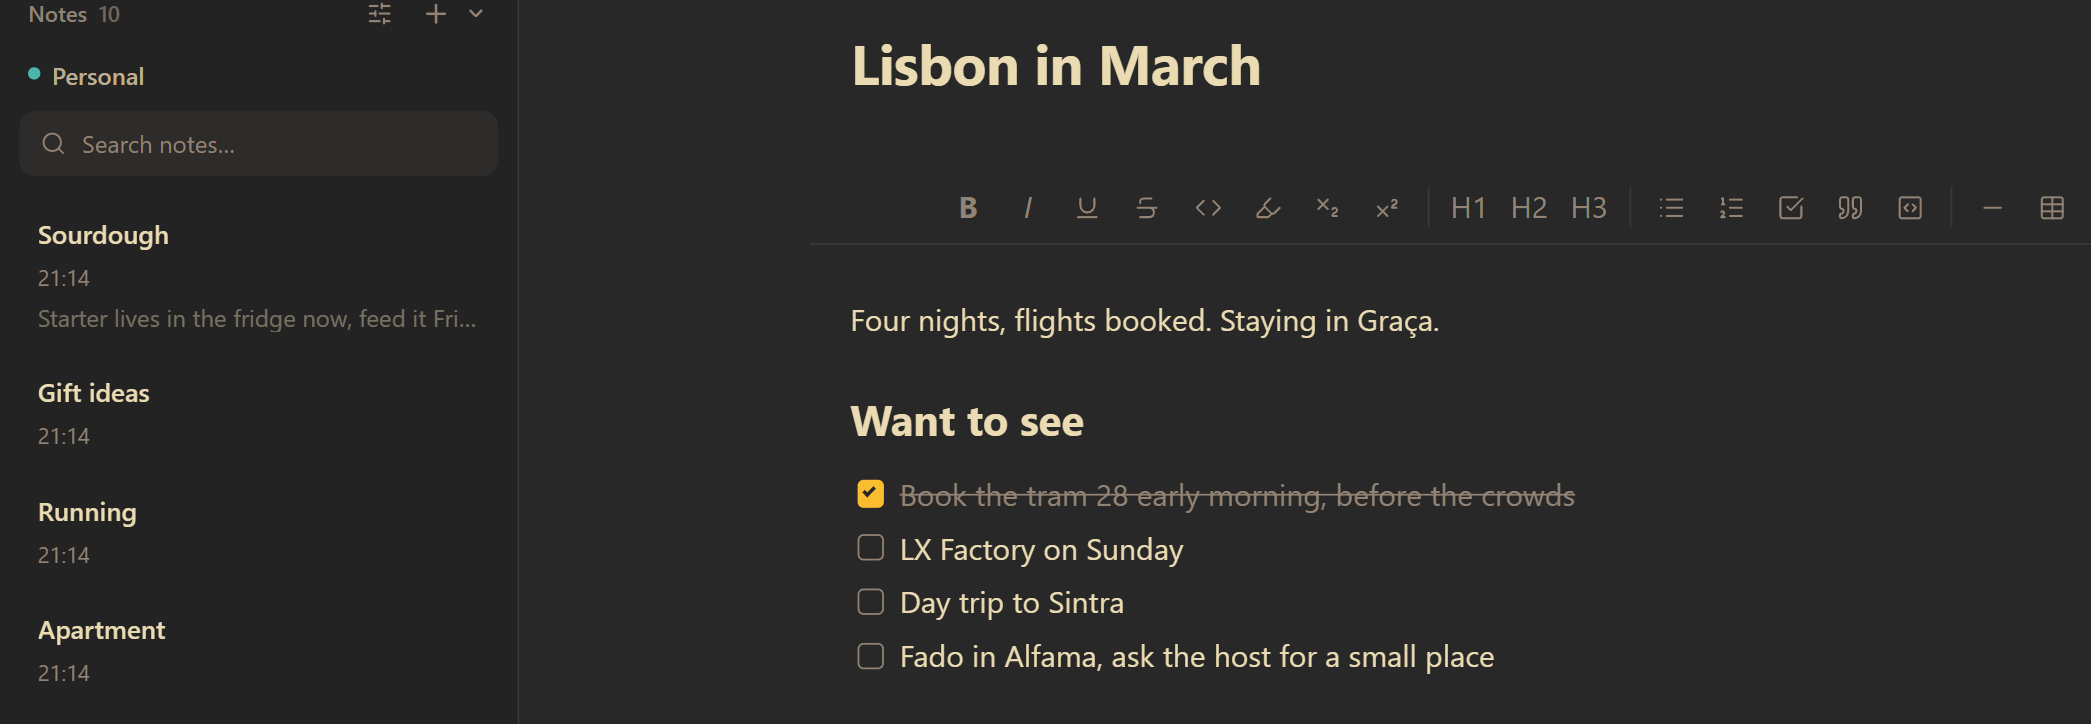 Notes 10
Personal
Search notes...
Sourdough
21:14
Starter lives in the fridge now, feed it Fri...
Gift ideas
21:14
Running
21:14
Apartment
21:14
Lisbon in March
B I U S <> x₂ x² H1 H2 H3
Four nights, flights booked. Staying in Graça.
Want to see
Book the tram 28 early morning, before the crowds
LX Factory on Sunday
Day trip to Sintra
Fado in Alfama, ask the host for a small place